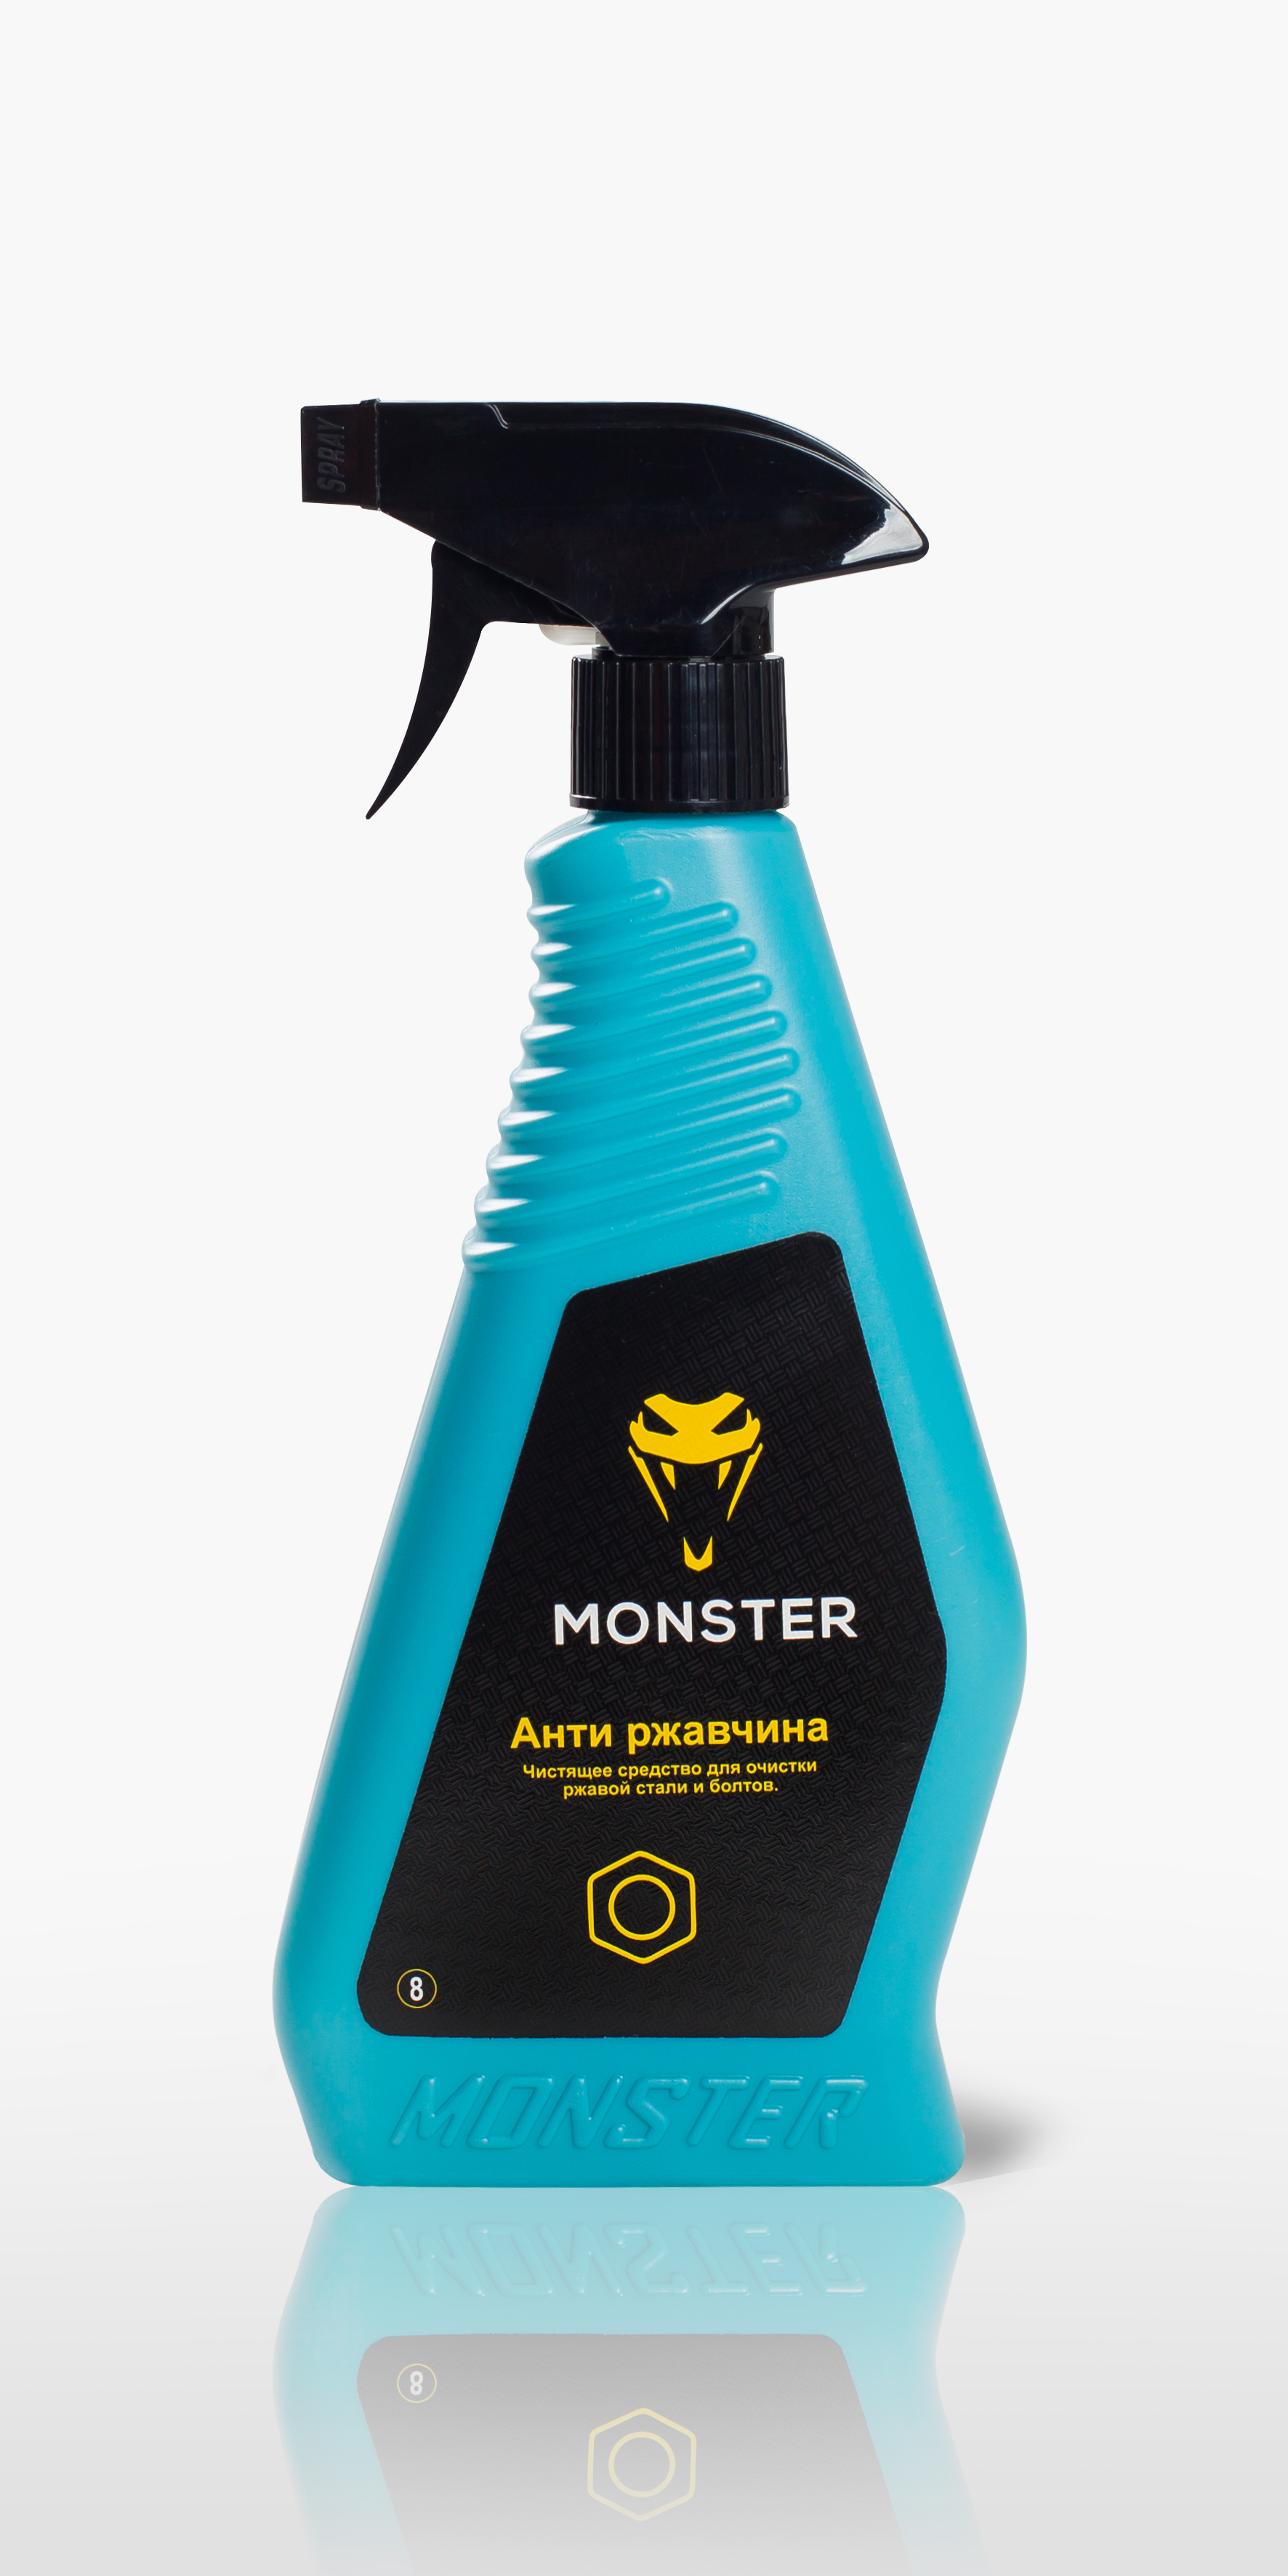 SPRAY
MONSTER
Анти ржавчина
Чистящее средство для очистки
ржавой стали и болтов.
8
MONSTER